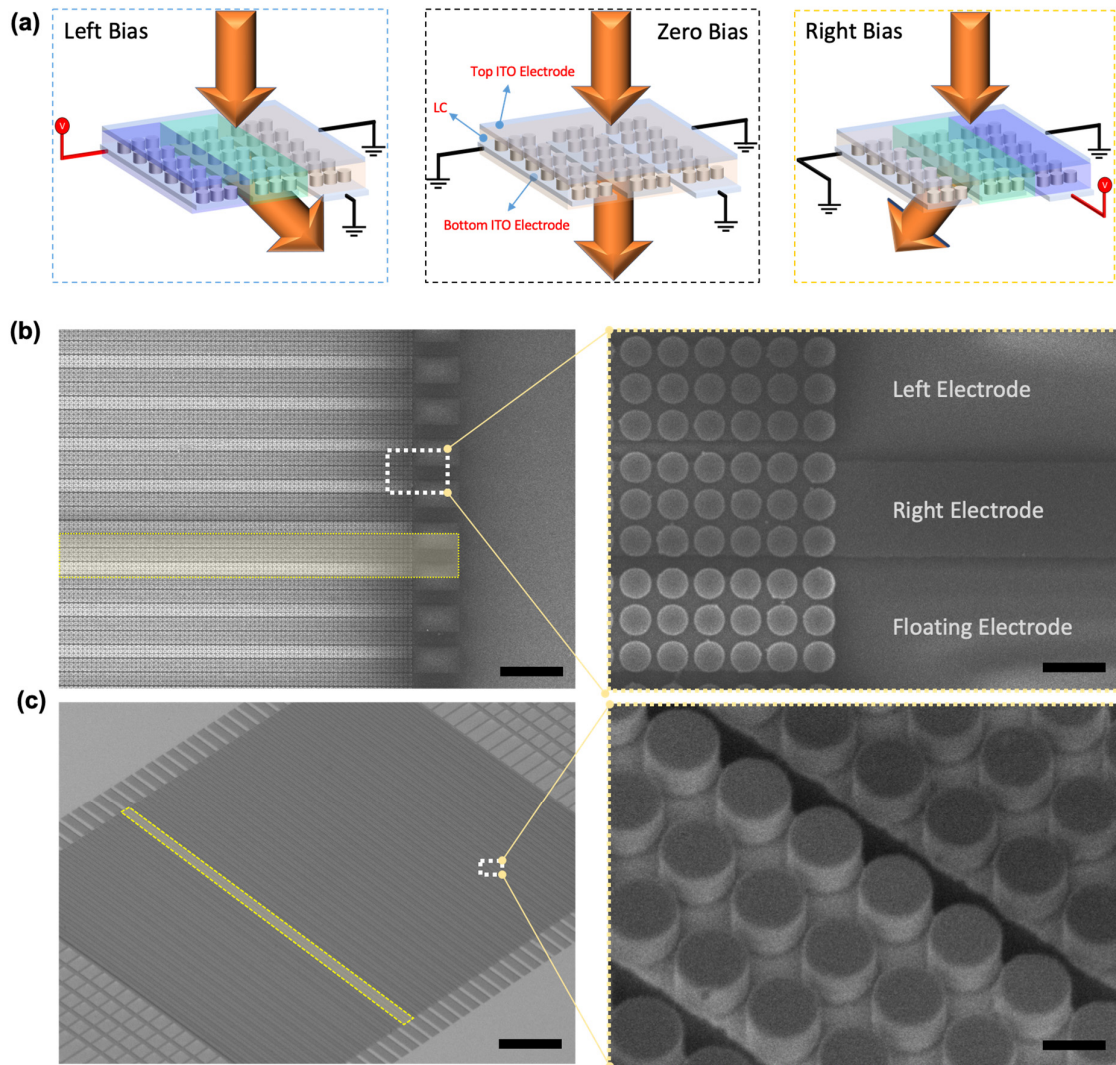 (a)
Left Bias
Zero Bias
Right Bias
Top ITO Electrode
LC
V
Bottom ITO Electrode
V
(b)
Left Electrode
Right Electrode
Floating Electrode
(c)